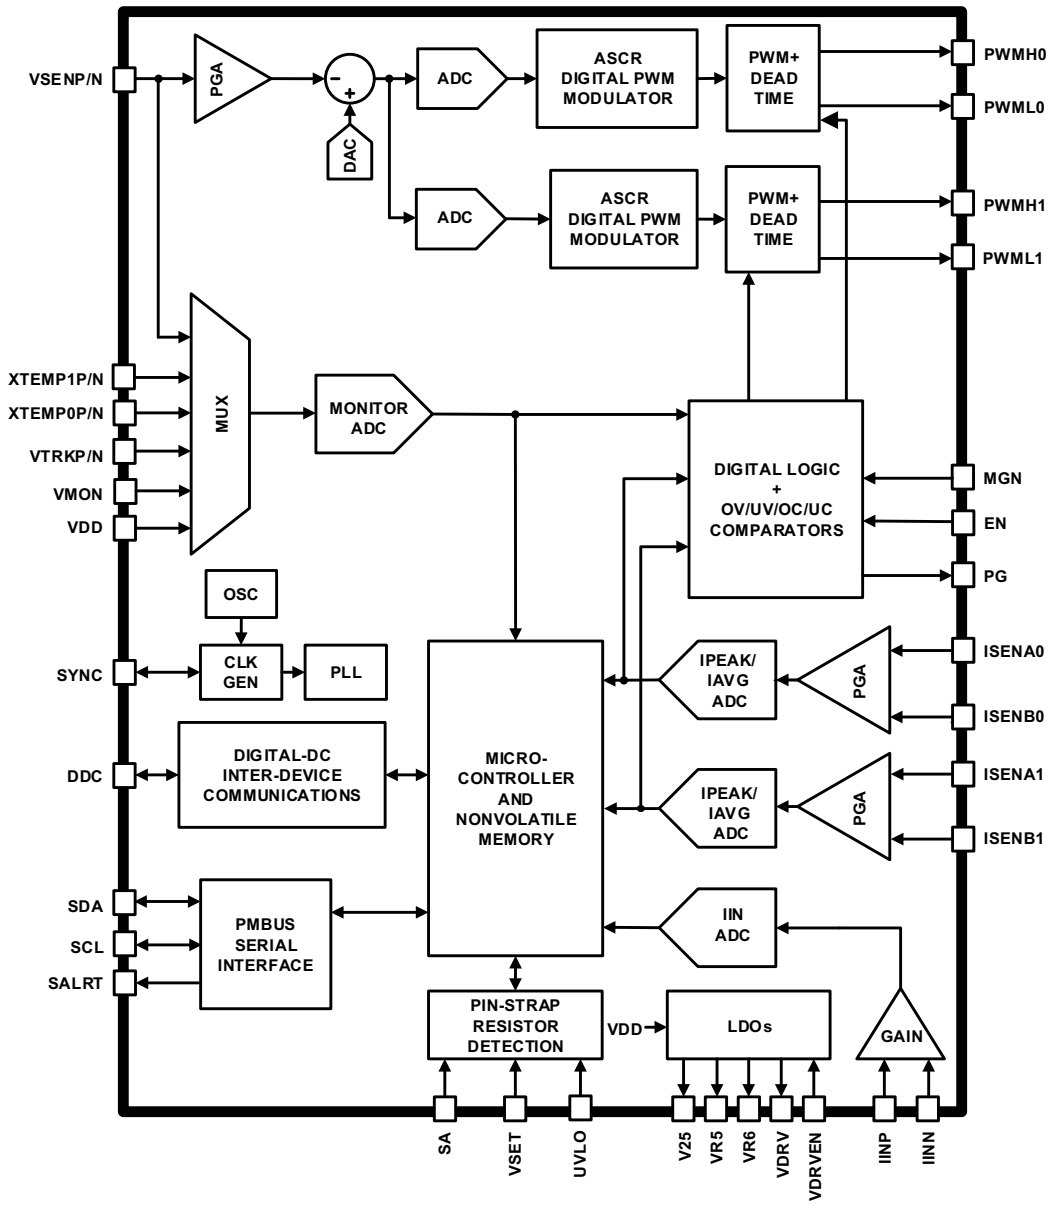 VSENP/N
PGA
−
+
DAC
ADC
ASCR
DIGITAL PWM
MODULATOR
PWM+
DEAD
TIME
PWMH0
PWML0
ADC
ASCR
DIGITAL PWM
MODULATOR
PWM+
DEAD
TIME
PWMH1
PWML1
XTEMP1P/N
XTEMP0P/N
VTRKP/N
VMON
VDD
MUX
MONITOR
ADC
DIGITAL LOGIC
+
OV/UV/OC/UC
COMPARATORS
MGN
EN
PG
OSC
SYNC
CLK
GEN
PLL
DDC
DIGITAL-DC
INTER-DEVICE
COMMUNICATIONS
SDA
SCL
SALRT
PMBUS
SERIAL
INTERFACE
MICRO-
CONTROLLER
AND
NONVOLATILE
MEMORY
IPEAK/
IAVG
ADC
PGA
ISENA0
ISENB0
IPEAK/
IAVG
ADC
PGA
ISENA1
ISENB1
IIN
ADC
GAIN
PIN-STRAP
RESISTOR
DETECTION
VDD
LDOs
SA
VSET
UVLO
V25
VR5
VR6
VDRV
VDRVEN
IINP
IINN